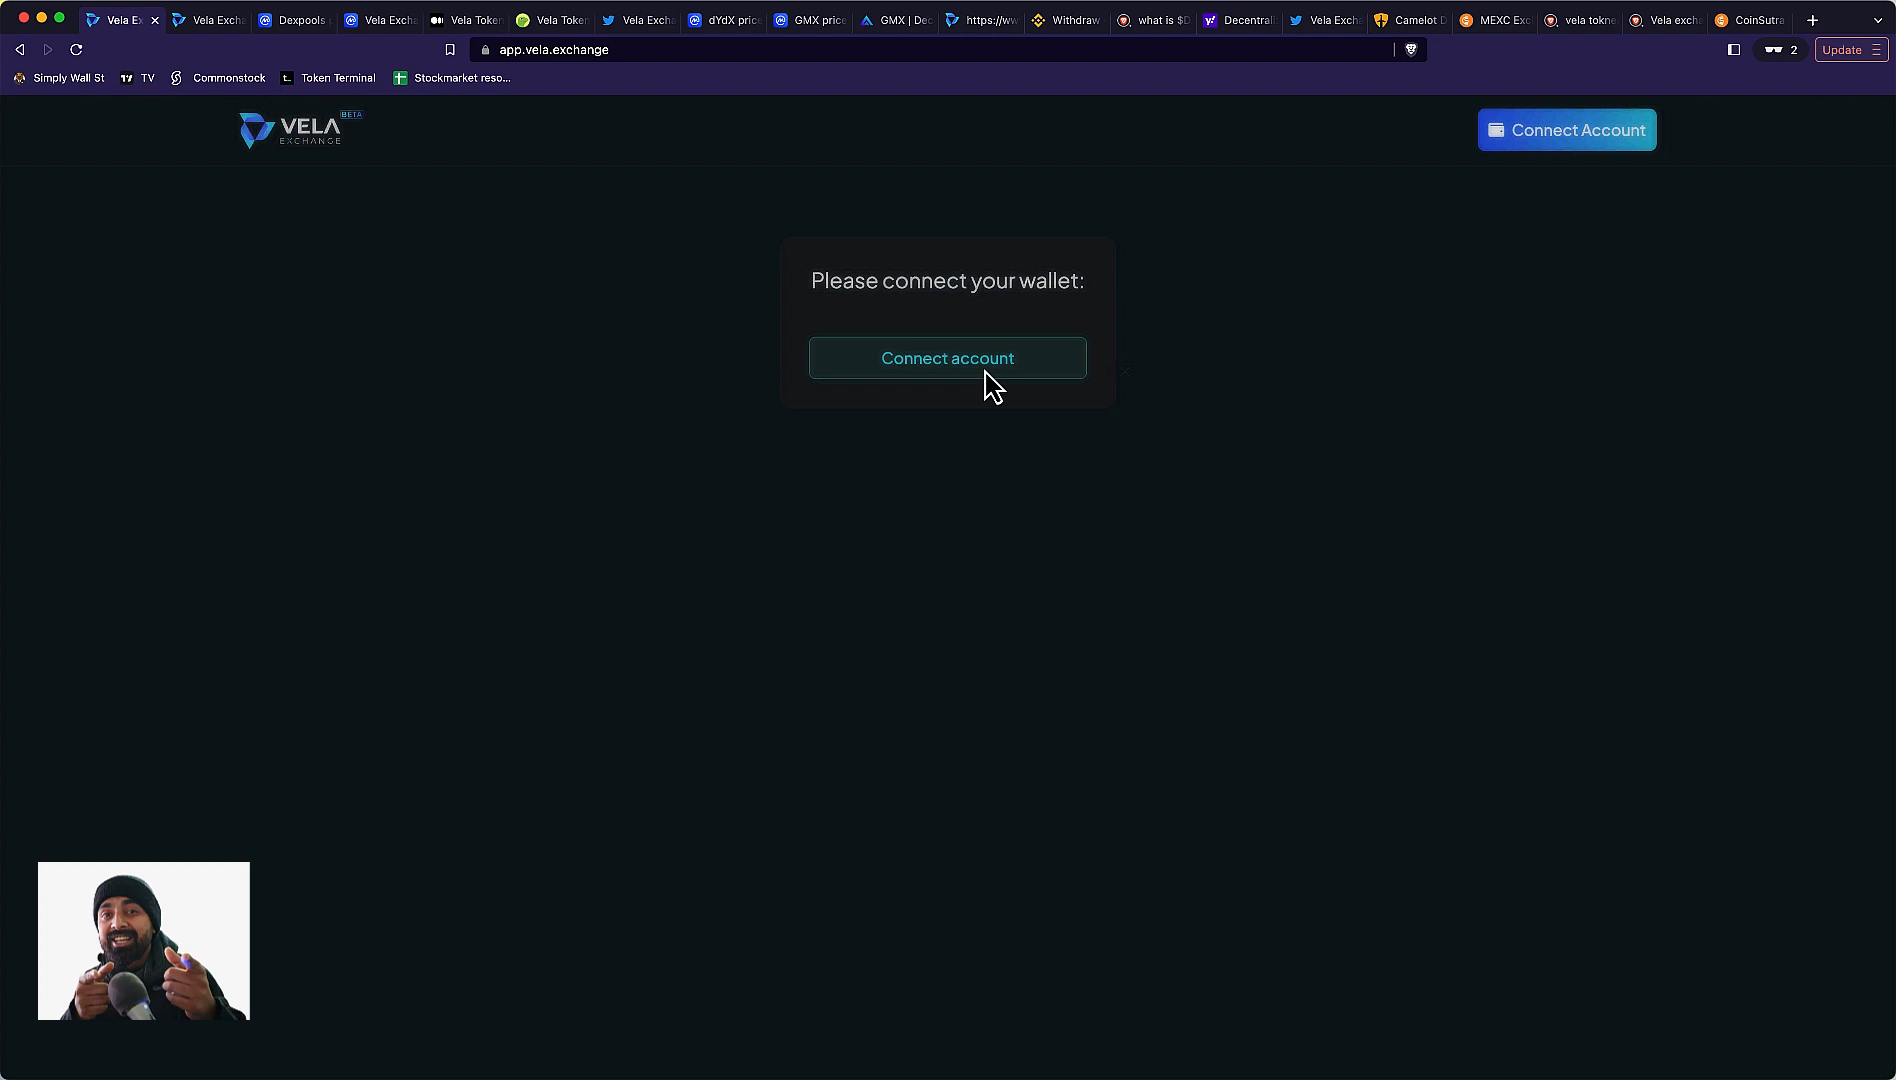 Vela Ex
Vela Excha
Dexpools p
Vela Excha
Vela Token
Vela Token
Vela Excha
dYdX price
GMX price
GMX | Dec
https://ww
Withdraw
what is $D
Decentrali
Vela Excha
Camelot D
MEXC Exc
vela tokne
Vela excha
CoinSutra
app.vela.exchange
2
Update
Simply Wall St
TV
Commonstock
Token Terminal
Stockmarket reso...
VELA BETA
EXCHANGE
Connect Account
Please connect your wallet:
Connect account